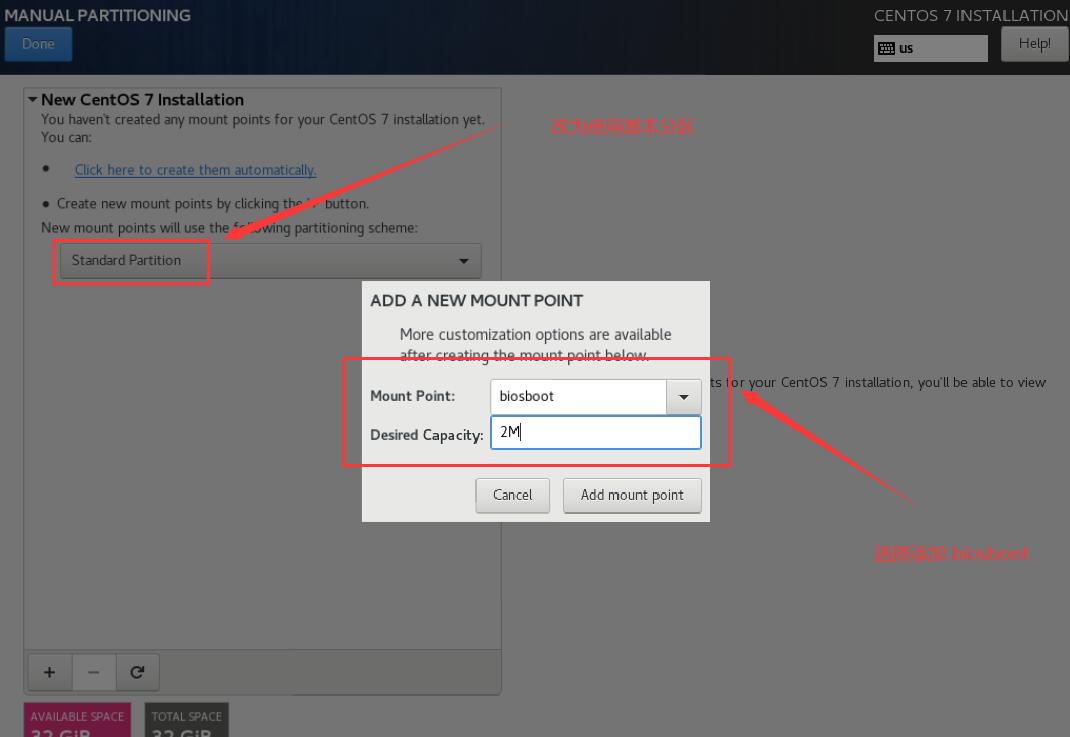 MANUAL PARTITIONING
CENTOS 7 INSTALLATION
Done
us
Help!
New CentOS 7 Installation
You haven't created any mount points for your CentOS 7 installation yet.
You can:
Click here to create them automatically.
Create new mount points by clicking the button.
New mount points will use the following partitioning scheme:
Standard Partition
改为使用基本分区
ADD A NEW MOUNT POINT
More customization options are available
after creating the mount point below.
Mount Point:
biosboot
Desired Capacity:
2M
ts for your CentOS 7 installation, you'll be able to view
Cancel
Add mount point
选择添加 biosboot
+
−
AVAILABLE SPACE
32 GiB
TOTAL SPACE
32 GiB